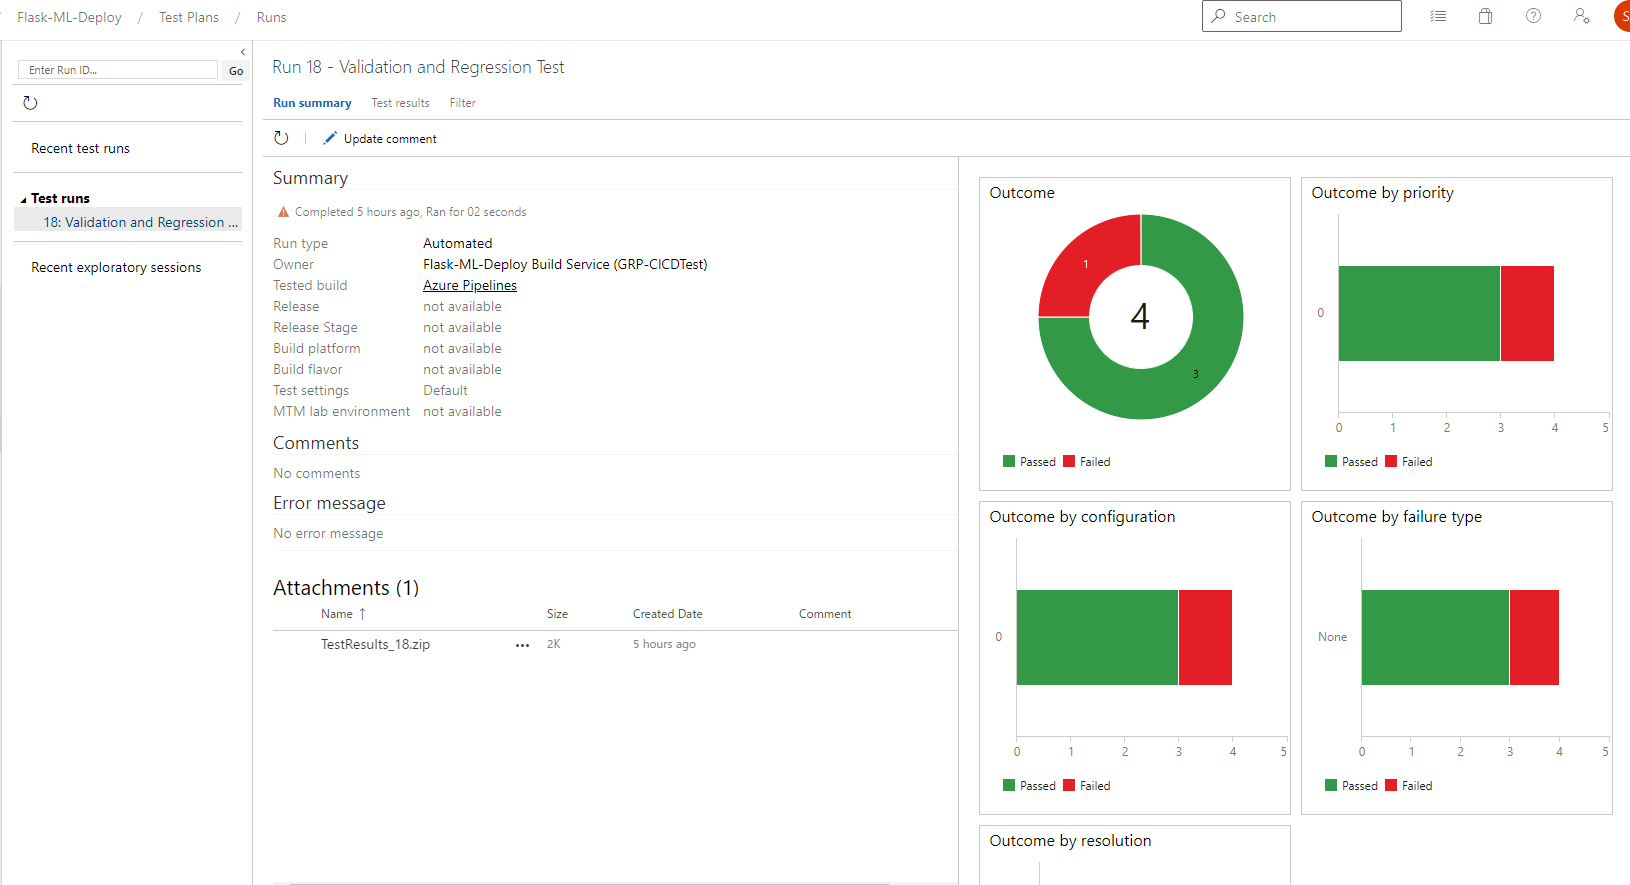 Flask-ML-Deploy / Test Plans / Runs
Search
Enter Run ID...
Go
Recent test runs
Test runs
18: Validation and Regression ...
Recent exploratory sessions
Run 18 - Validation and Regression Test
Run summary Test results Filter
Update comment
Summary
Completed 5 hours ago, Ran for 02 seconds
Run type Automated
Owner Flask-ML-Deploy Build Service (GRP-CICDTest)
Tested build Azure Pipelines
Release not available
Release Stage not available
Build platform not available
Build flavor not available
Test settings Default
MTM lab environment not available
Comments
No comments
Error message
No error message
Attachments (1)
Name ↑ Size Created Date Comment
TestResults_18.zip ... 2K 5 hours ago
Outcome
1
4
3
Passed Failed
Outcome by priority
0
0 1 2 3 4 5
Passed Failed
Outcome by configuration
0
0 1 2 3 4 5
Passed Failed
Outcome by failure type
None
0 1 2 3 4 5
Passed Failed
Outcome by resolution
S